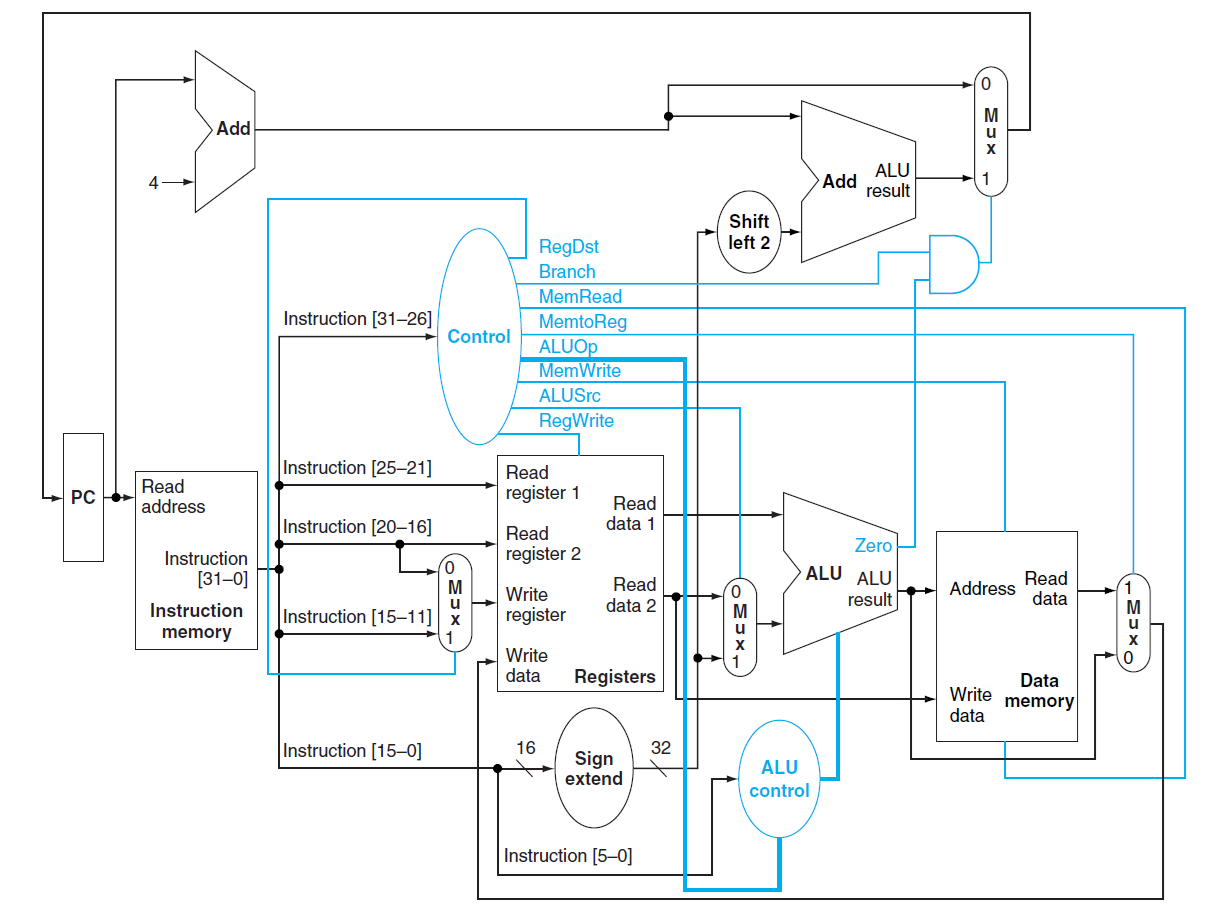 0
M
u
x
1
Add
4
Add
ALU
result
Shift
left 2
RegDst
Branch
MemRead
MemtoReg
ALUOp
MemWrite
ALUSrc
RegWrite
Instruction [31–26]
Control
PC
Read
address
Instruction
[31–0]
Instruction
memory
Instruction [25–21]
Instruction [20–16]
Instruction [15–11]
Instruction [15–0]
0
M
u
x
1
Read
register 1
Read
register 2
Write
register
Write
data
Read
data 1
Read
data 2
Registers
0
M
u
x
1
Zero
ALU
ALU
result
Address
Read
data
Write
data
Data
memory
1
M
u
x
0
16
Sign
extend
32
ALU
control
Instruction [5–0]